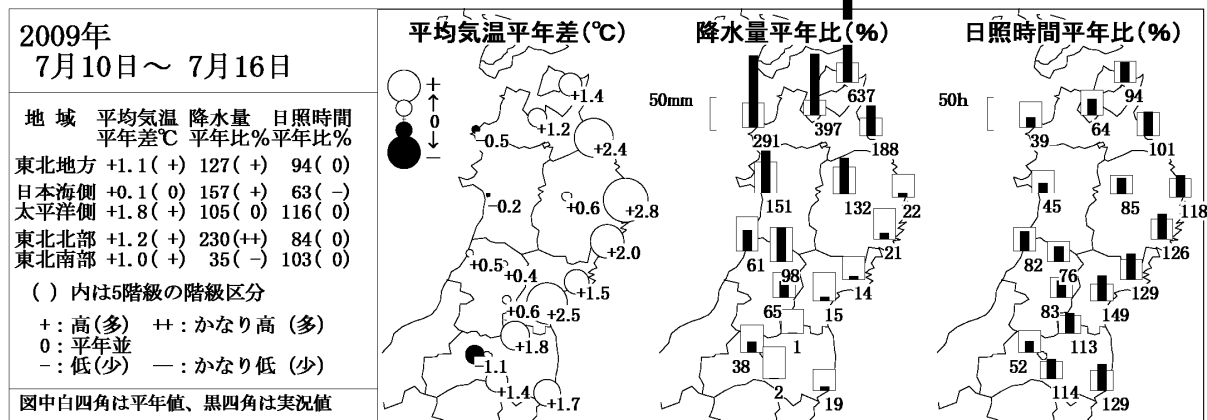 2009年
7月10日～ 7月16日
地 域 平均気温 降水量 日照時間
平年差℃ 平年比% 平年比%
東北地方 +1.1( +) 127( +) 94( 0)
日本海側 +0.1( 0) 157( +) 63( -)
太平洋側 +1.8( +) 105( 0) 116( 0)
東北北部 +1.2( +) 230(++) 84( 0)
東北南部 +1.0( +) 35( -) 103( 0)
( ) 内は5階級の階級区分
+：高(多) ++：かなり高 (多)
0：平年並
-：低(少) --：かなり低 (少)
図中白四角は平年値、黒四角は実況値
平均気温平年差(℃)
+
↑
0
↓
-
+1.4
+1.2
-0.5
+2.4
-0.2
+0.6
+2.8
+2.0
+0.5
+0.4
+1.5
+0.6
+2.5
+1.8
-1.1
+1.4
+1.7
降水量平年比(%)
50mm
637
397
291
188
151
132
22
21
61
98
14
65
15
1
38
2
19
日照時間平年比(%)
50h
94
64
39
101
45
85
118
126
82
76
129
83
149
113
52
114
129